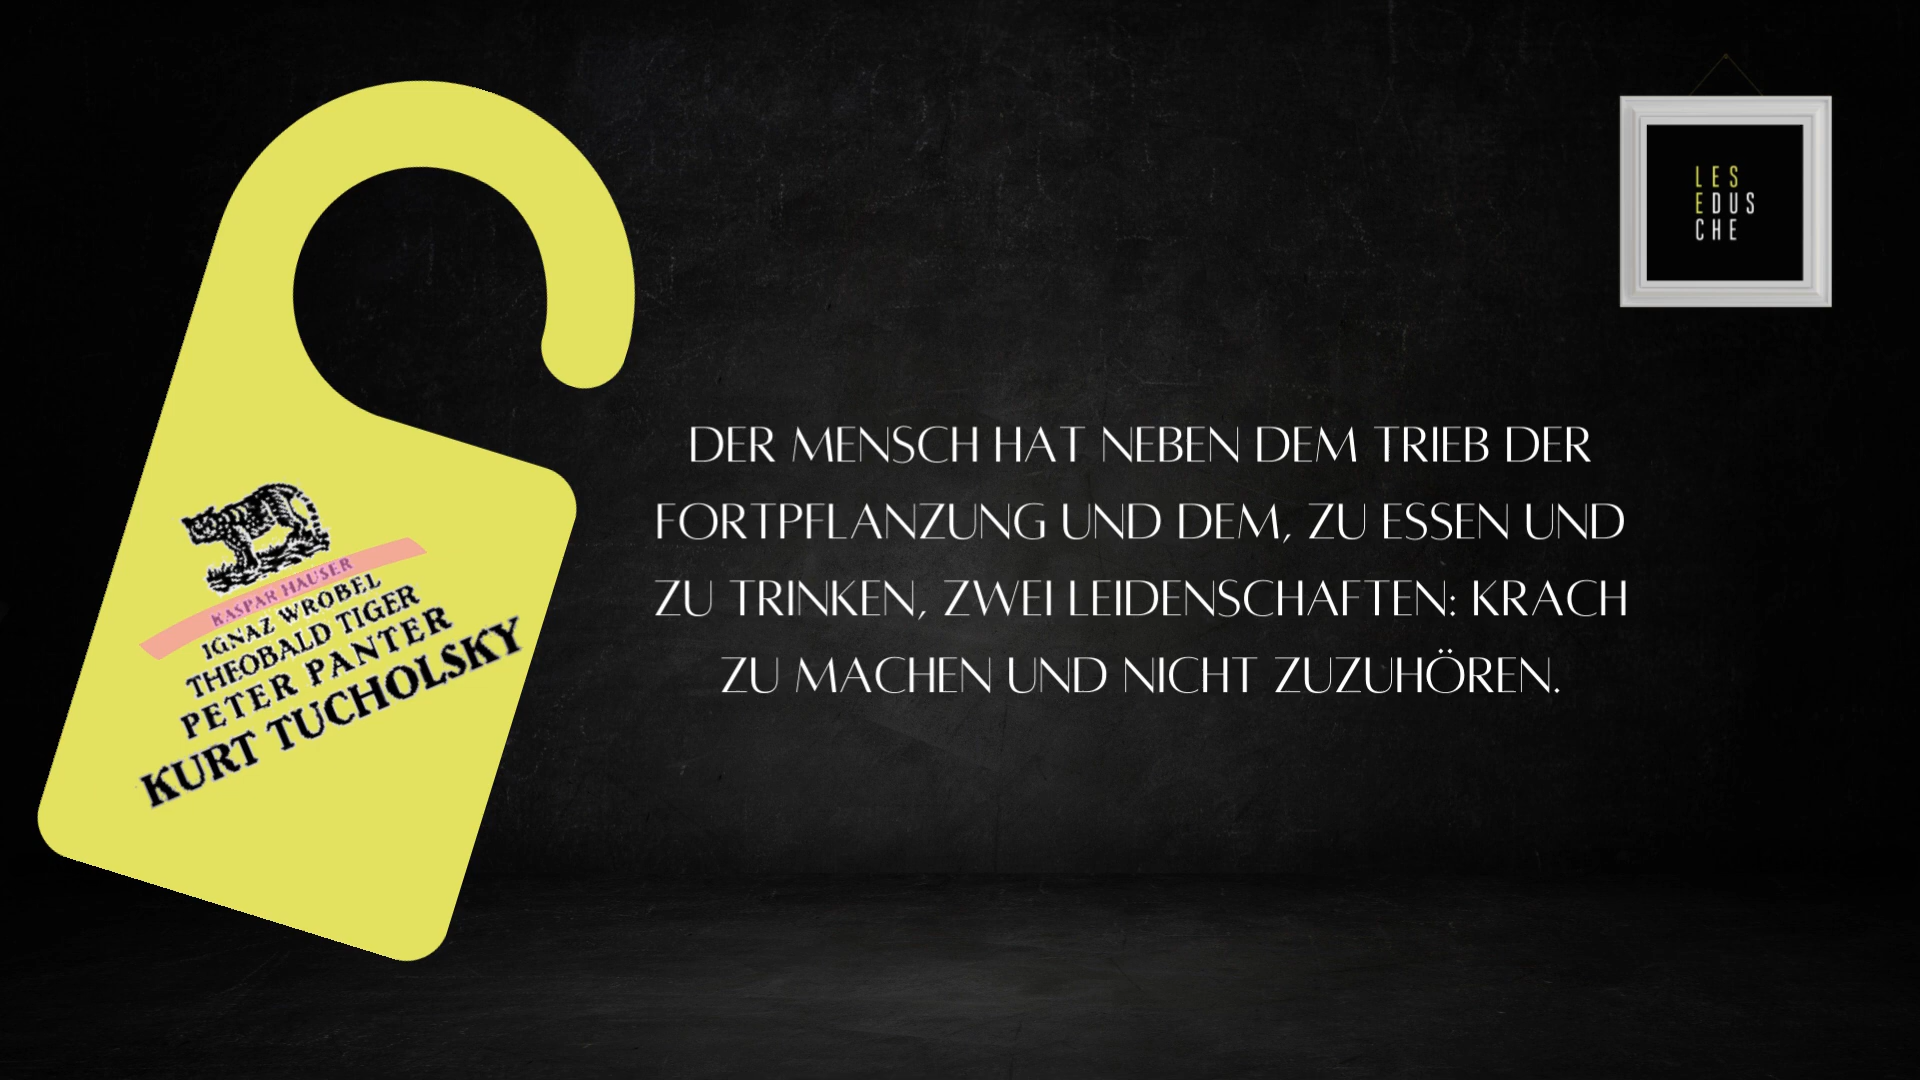 KASPAR HAUSER
IGNAZ WROBEL
THEOBALD TIGER
PETER PANTER
KURT TUCHOLSKY
DER MENSCH HAT NEBEN DEM TRIEB DER
FORTPFLANZUNG UND DEM, ZU ESSEN UND
ZU TRINKEN, ZWEI LEIDENSCHAFTEN: KRACH
ZU MACHEN UND NICHT ZUZUHÖREN.
LES
EDUS
CHE